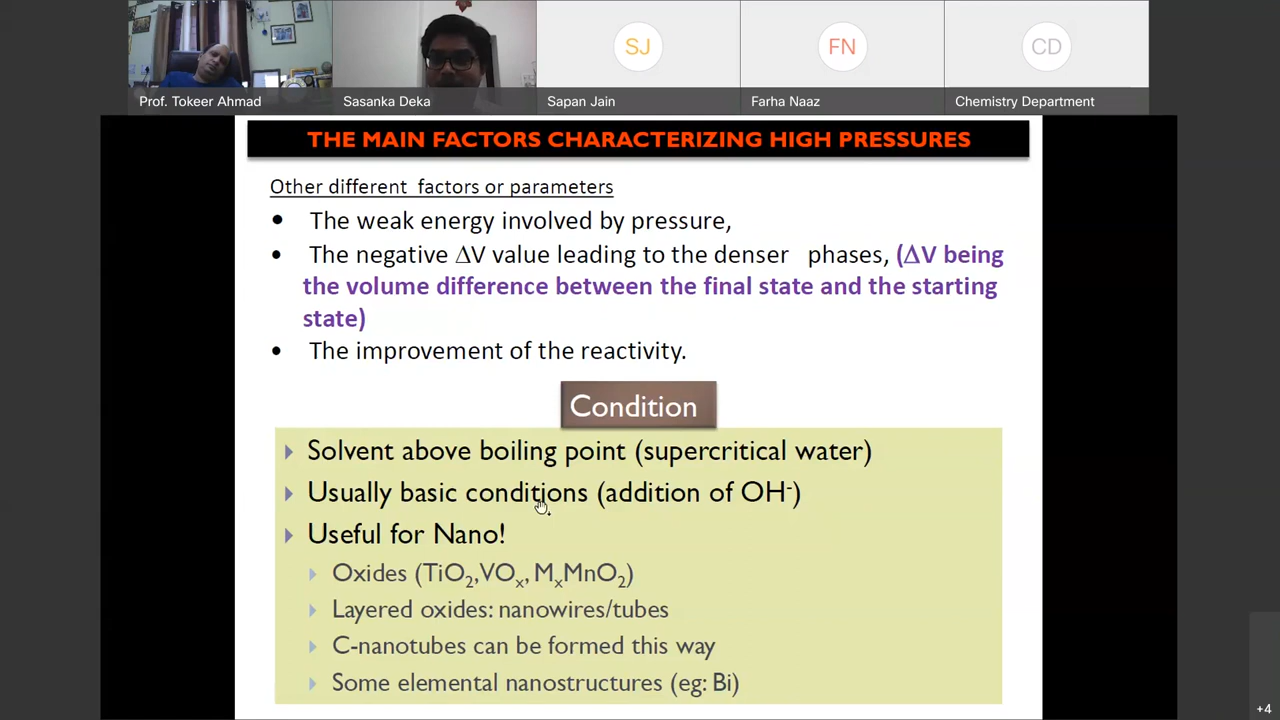 Prof. Tokeer Ahmad
Sasanka Deka
SJ
Sapan Jain
FN
Farha Naaz
CD
Chemistry Department
THE MAIN FACTORS CHARACTERIZING HIGH PRESSURES
Other different factors or parameters
• The weak energy involved by pressure,
• The negative ΔV value leading to the denser phases, (ΔV being
the volume difference between the final state and the starting
state)
• The improvement of the reactivity.
Condition
Solvent above boiling point (supercritical water)
Usually basic conditions (addition of OH⁻)
Useful for Nano!
Oxides (TiO₂,VOₓ, MₓMnO₂)
Layered oxides: nanowires/tubes
C-nanotubes can be formed this way
Some elemental nanostructures (eg: Bi)
+4